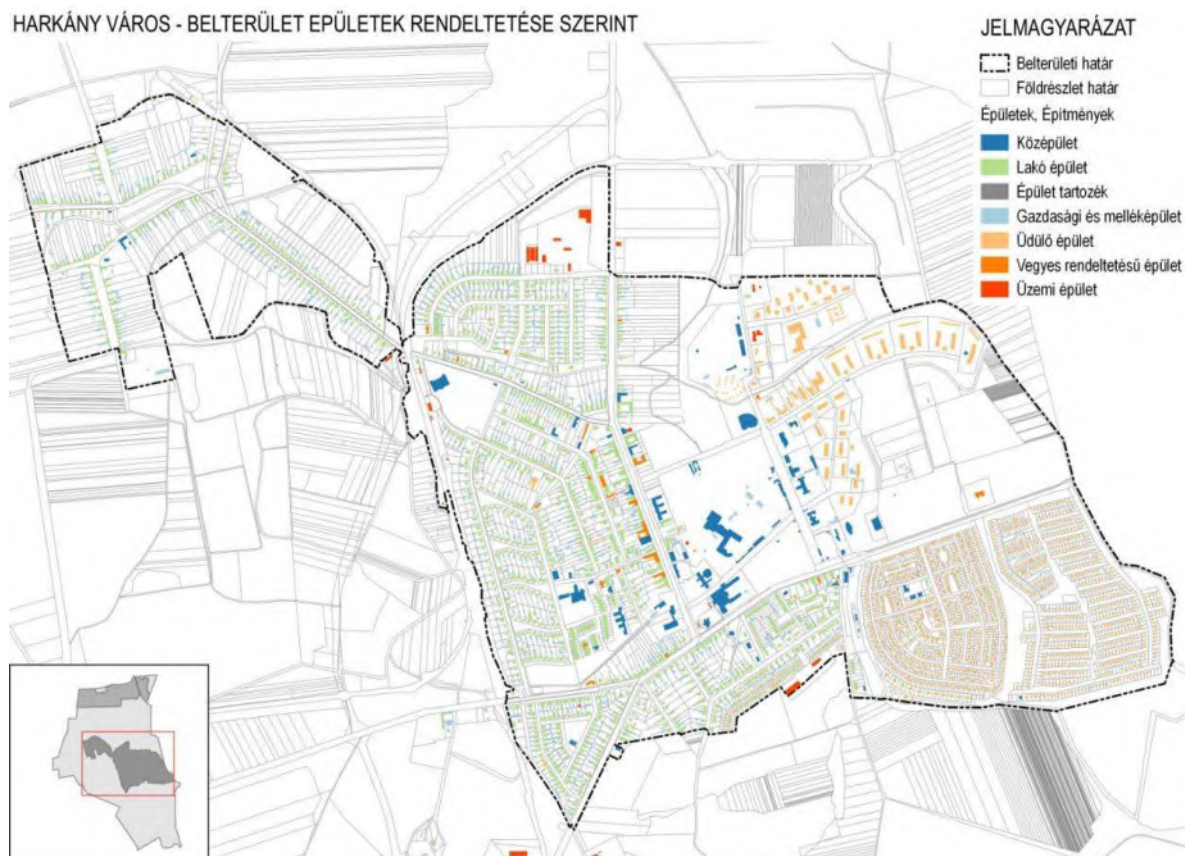 HARKÁNY VÁROS - BELTERÜLET EPÜLETEK RENDELTETÉSE SZERINT
JELMAGYARÁZAT
Belterületi határ
Földrészlet határ
Épületek, Építmények
Középület
Lakó épület
Épület tartozék
Gazdasági és melléképület
Üdülő épület
Vegyes rendeltetésű épület
Üzemi épület